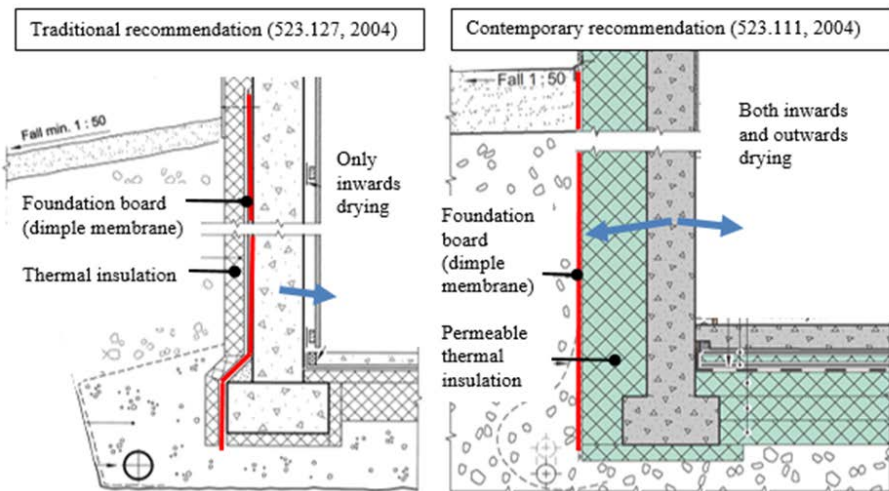 Traditional recommendation (523.127, 2004)
Fall min. 1 : 50
Only
inwards
drying
Foundation board
(dimple membrane)
Thermal insulation
Contemporary recommendation (523.111, 2004)
Fall 1 : 50
Both inwards
and outwards
drying
Foundation
board
(dimple
membrane)
Permeable
thermal
insulation